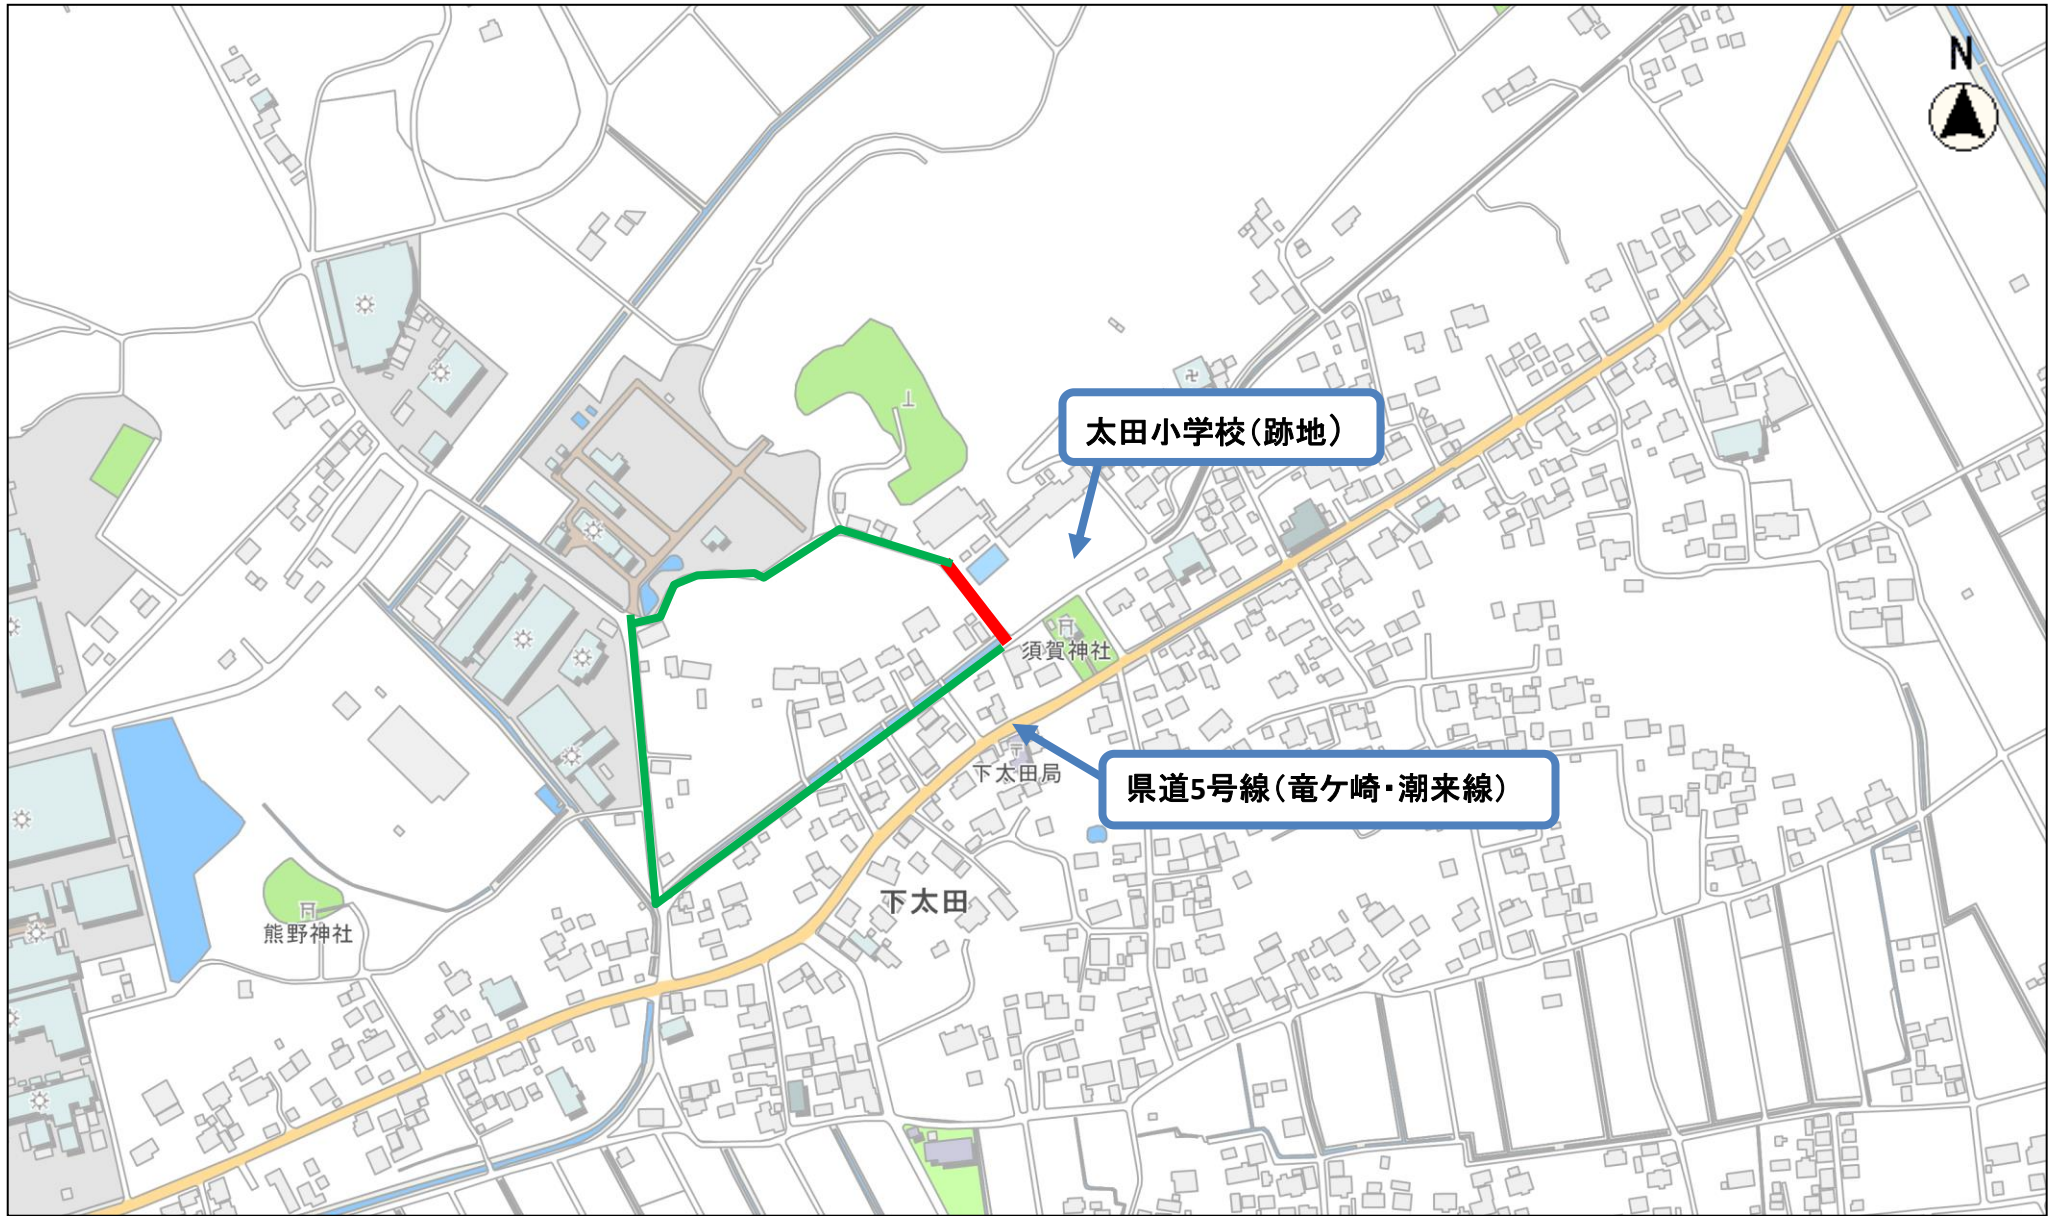 N
太田小学校（跡地）
須賀神社
下太田局
県道5号線（竜ケ崎・潮来線）
下太田
熊野神社